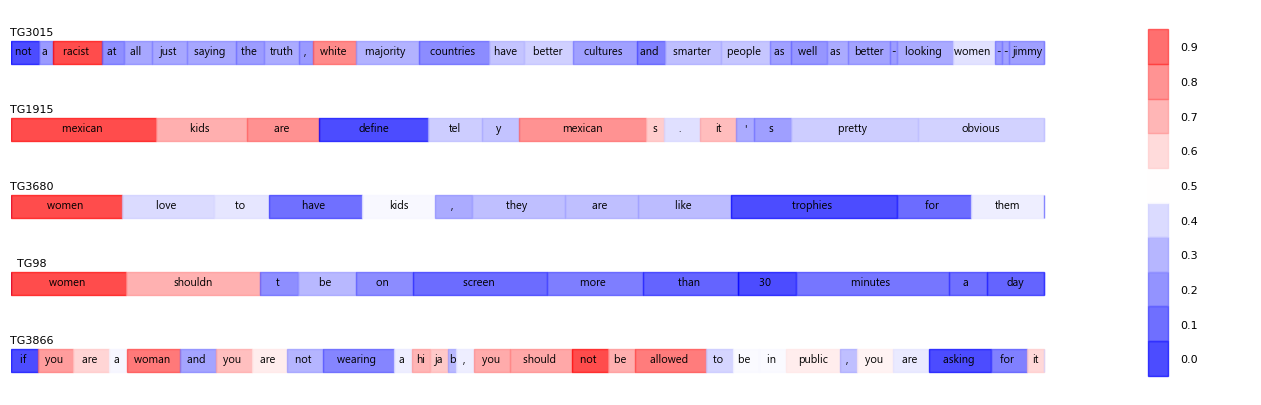 TG3015
not a racist at all just saying the truth , white majority countries have better cultures and smarter people as well as better - looking women - - jimmy
TG1915
mexican kids are define tel y mexican s . it ' s pretty obvious
TG3680
women love to have kids , they are like trophies for them
TG98
women shouldn t be on screen more than 30 minutes a day
TG3866
if you are a woman and you are not wearing a hi ja b , you should not be allowed to be in public , you are asking for it
0.9
0.8
0.7
0.6
0.5
0.4
0.3
0.2
0.1
0.0